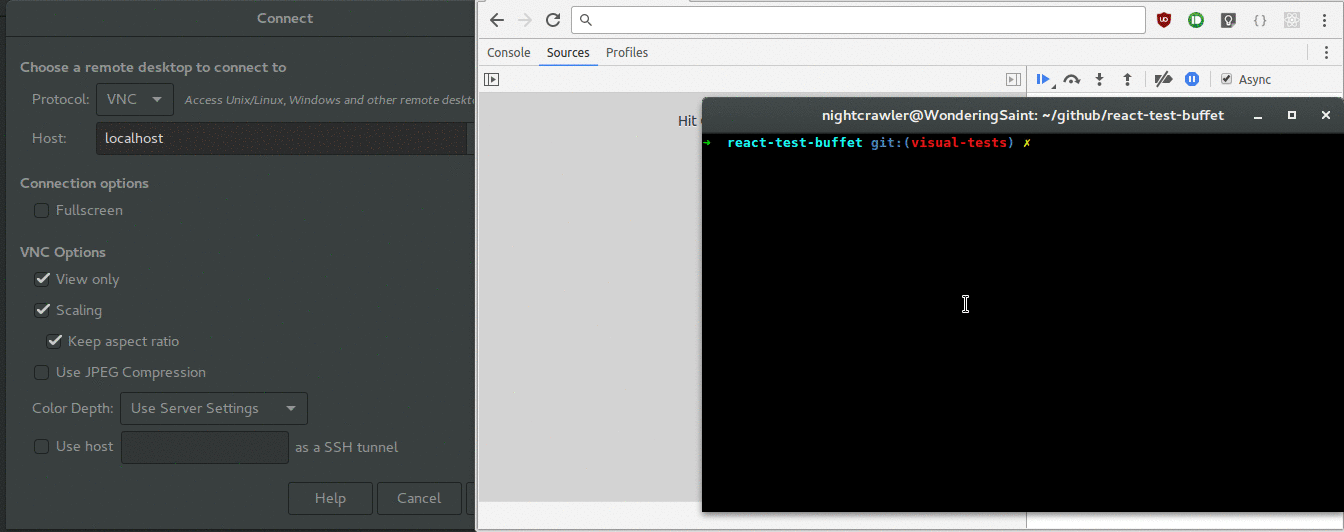 Connect
Choose a remote desktop to connect to
Protocol: VNC Access Unix/Linux, Windows and other remote
Host: localhost
Connection options
Fullscreen
VNC Options
View only
Scaling
Keep aspect ratio
Use JPEG Compression
Color Depth: Use Server Settings
Use host as a SSH tunnel
Help Cancel
Console Sources Profiles
Async
Hit
nightcrawler@WonderingSaint: ~/github/react-test-buffet
➜ react-test-buffet git:(visual-tests) ✗